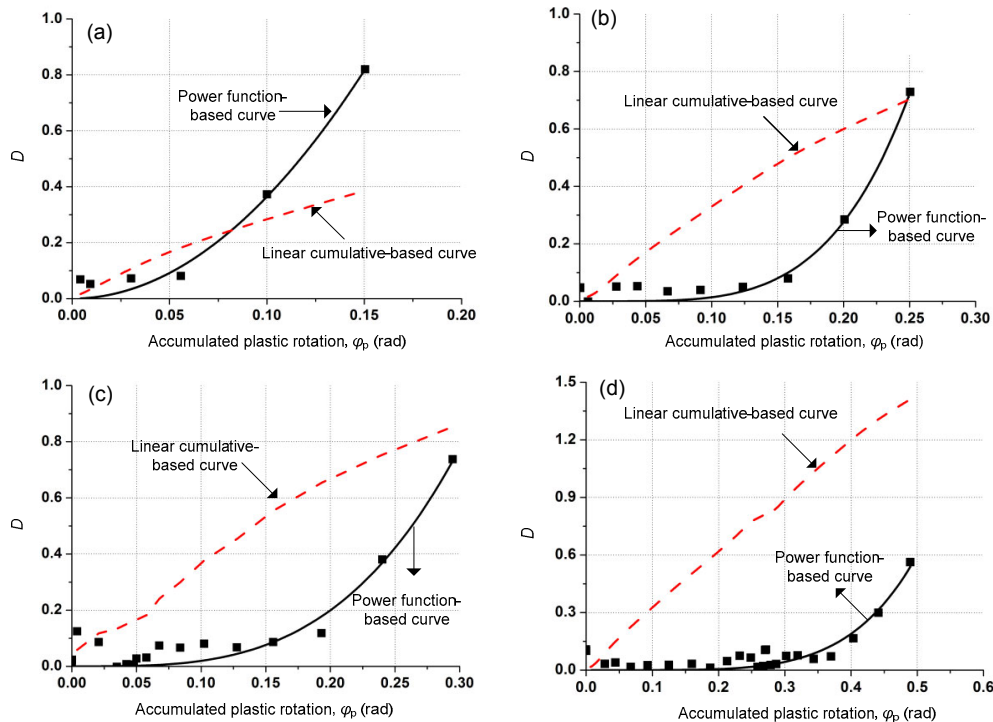 (a)
1.0
0.8
0.6
0.4
0.2
0.0
D
Power function–
based curve
Linear cumulative-based curve
0.00
0.05
0.10
0.15
0.20
Accumulated plastic rotation, φp (rad)
(b)
1.0
0.8
0.6
0.4
0.2
0.0
D
Linear cumulative-based curve
Power function–
based curve
0.00
0.05
0.10
0.15
0.20
0.25
0.30
Accumulated plastic rotation, φp (rad)
(c)
1.0
0.8
0.6
0.4
0.2
0.0
D
Linear cumulative–
based curve
Power function–
based curve
0.00
0.05
0.10
0.15
0.20
0.25
0.30
Accumulated plastic rotation, φp (rad)
(d)
1.5
1.2
0.9
0.6
0.3
0.0
D
Linear cumulative-based curve
Power function–
based curve
0.0
0.1
0.2
0.3
0.4
0.5
0.6
Accumulated plastic rotation, φp (rad)